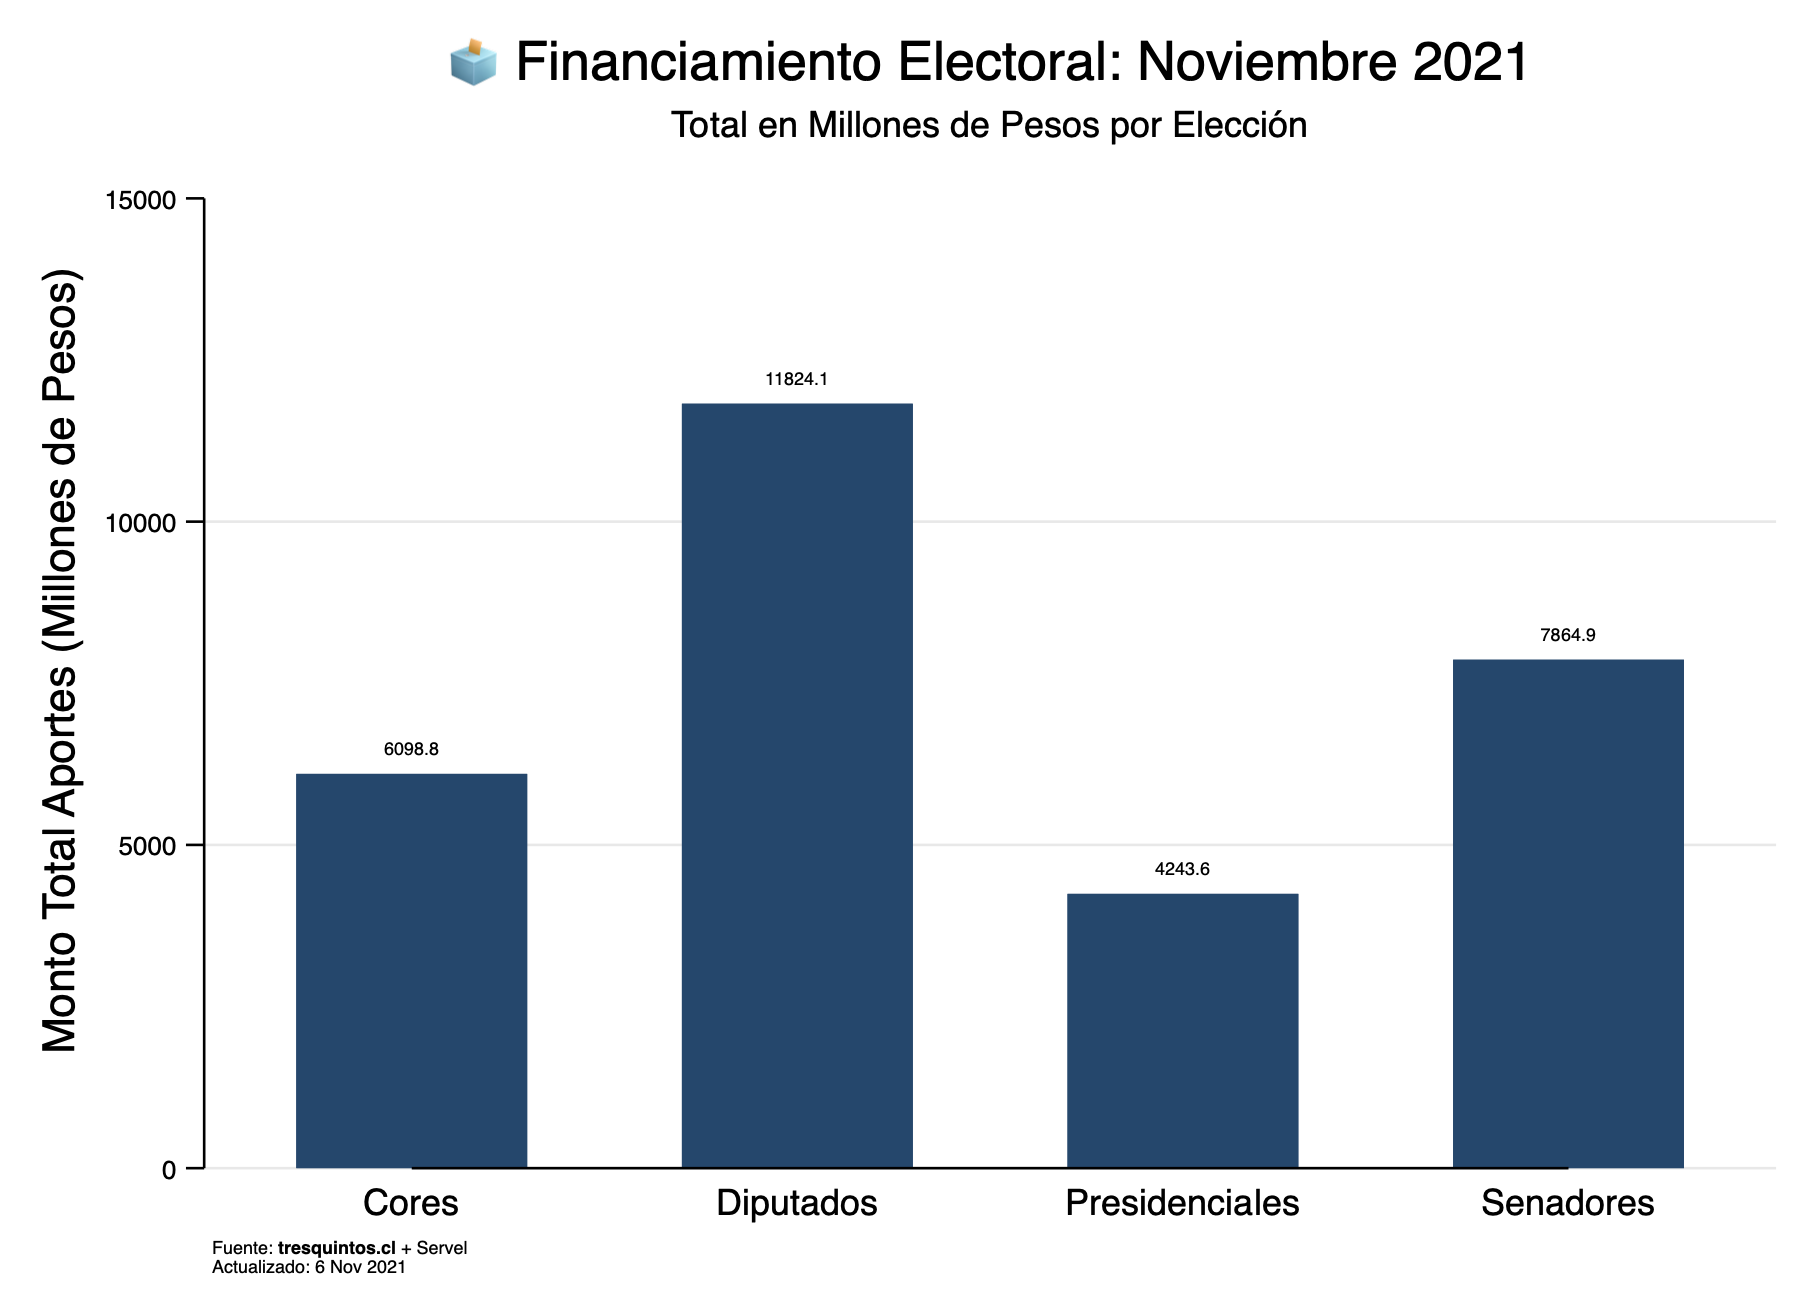 Financiamiento Electoral: Noviembre 2021
Total en Millones de Pesos por Elección
Monto Total Aportes (Millones de Pesos)
15000
10000
5000
0
6098.8
11824.1
4243.6
7864.9
Cores
Diputados
Presidenciales
Senadores
Fuente: tresquintos.cl + Servel
Actualizado: 6 Nov 2021